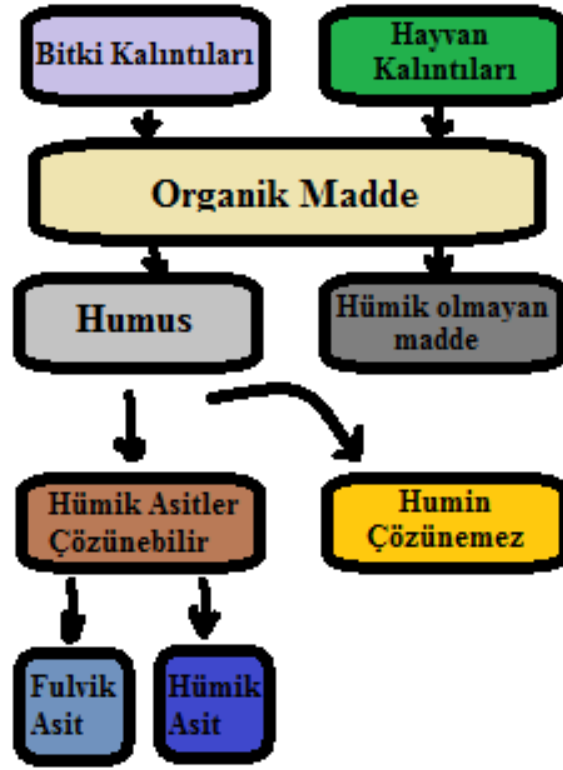 Bitki Kalıntıları
Hayvan
Kalıntıları
Organik Madde
Humus
Hümik olmayan
madde
Hümik Asitler
Çözünebilir
Humin
Çözünemez
Fulvik
Asit
Hümik
Asit